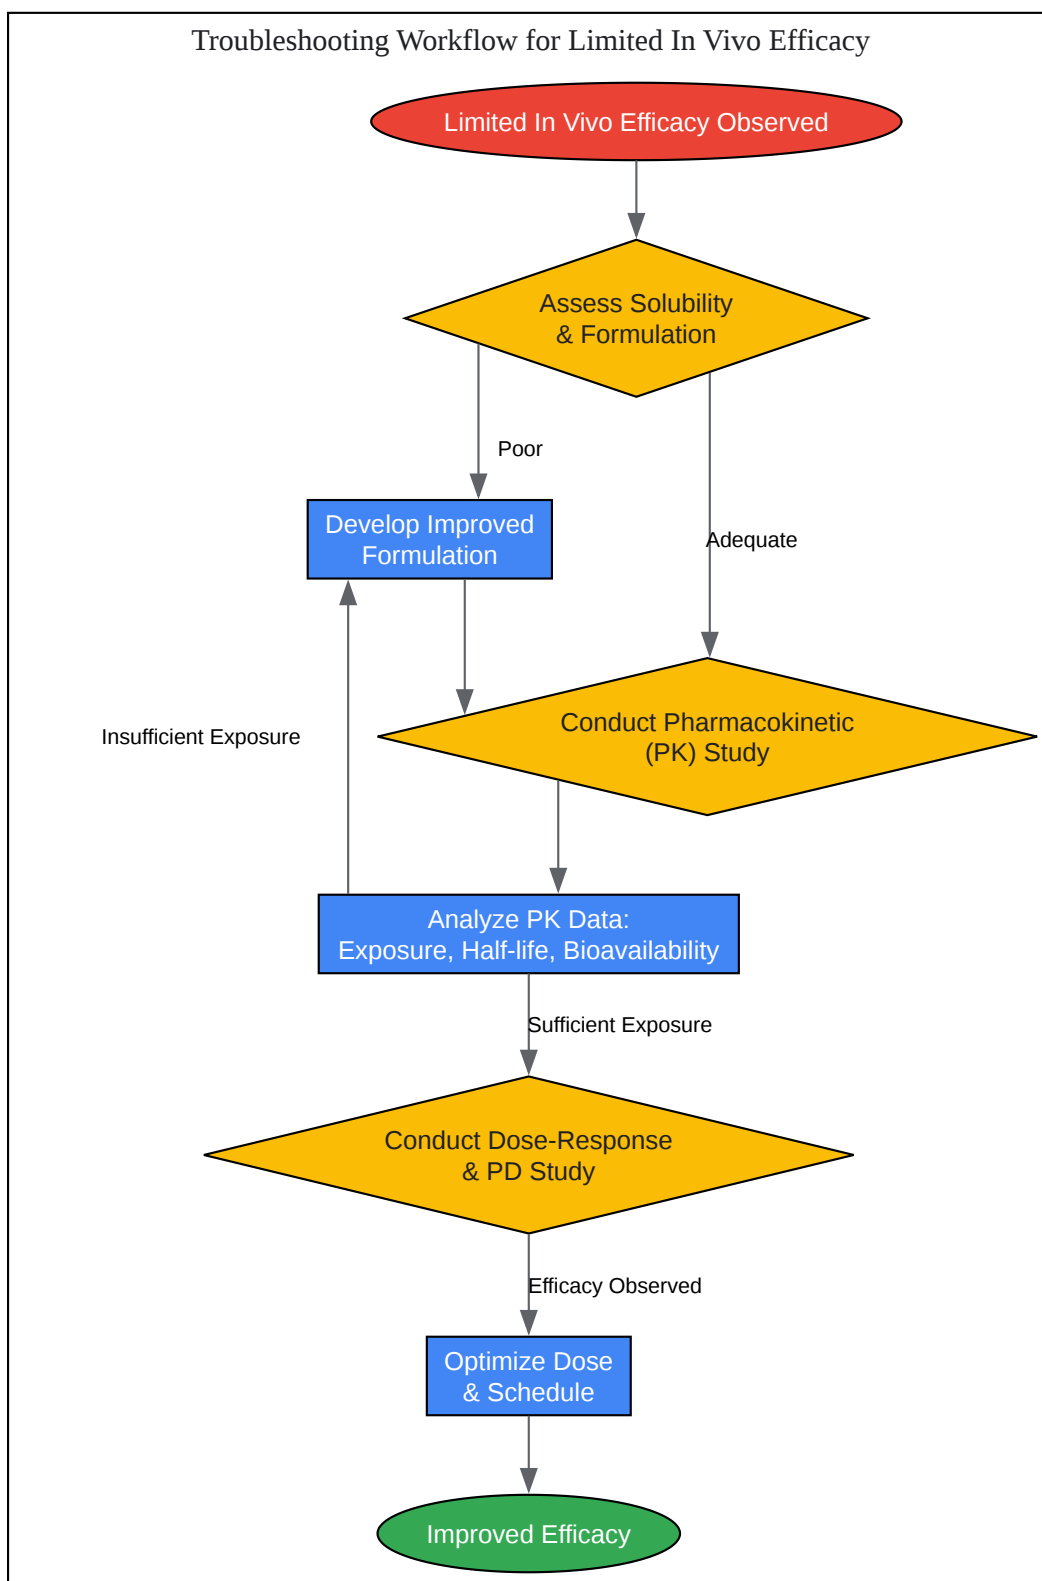 Troubleshooting Workflow for Limited In Vivo Efficacy
Limited In Vivo Efficacy Observed
Assess Solubility
& Formulation
Poor
Develop Improved
Formulation
Adequate
Insufficient Exposure
Conduct Pharmacokinetic
(PK) Study
Analyze PK Data:
Exposure, Half-life, Bioavailability
Sufficient Exposure
Conduct Dose-Response
& PD Study
Efficacy Observed
Optimize Dose
& Schedule
Improved Efficacy